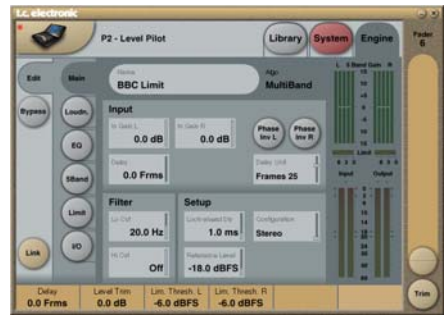 t.c. electronic
P2 - Level Pilot
Library
System
Engine
Fader
6
Edit
Main
Name
BBC Limit
Algo
MultiBand
L 5 Band Gain R
Bypass
Loudn.
Input
In Gain L
0.0 dB
In Gain R
0.0 dB
Phase
Inv L
Phase
Inv R
EQ
Delay
0.0 Frms
Delay Unit
Frames 25
Limit
Input
Output
5Band
Filter
Setup
Limit
Lo Cut
20.0 Hz
1.0 ms
Configuration
Stereo
Link
I/O
Hi Cut
Off
Reference Level
-18.0 dBFS
Trim
Delay
0.0 Frms
Level Trim
0.0 dB
Lim. Thresh. L
-6.0 dBFS
Lim. Thresh. R
-6.0 dBFS